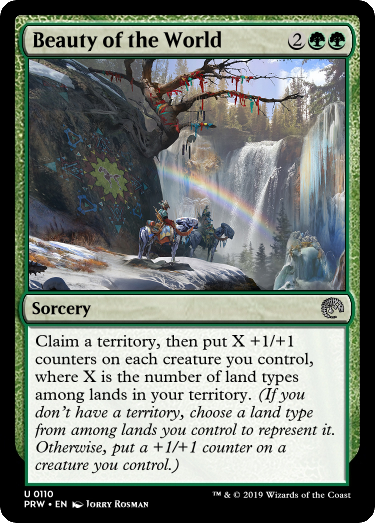 Beauty of the World 2
Sorcery
Claim a territory, then put X +1/+1
counters on each creature you control,
where X is the number of land types
among lands in your territory. (If you
don't have a territory, choose a land type
from among lands you control to represent it.
Otherwise, put a +1/+1 counter on a
creature you control.)
U 0110
PRW • EN Jorry Rosman
™ & © 2019 Wizards of the Coast